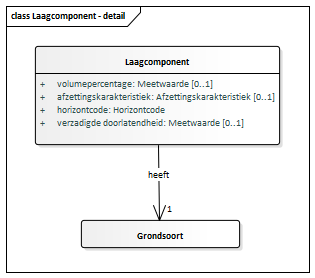 class Laagcomponent - detail
Laagcomponent
+ volumepercentage: Meetwaarde [0..1]
+ afzettingskarakteristiek: Afzettingskarakteristiek [0..1]
+ horizontcode: Horizontcode
+ verzadigde doorlatendheid: Meetwaarde [0..1]
heeft
1
Grondsoort